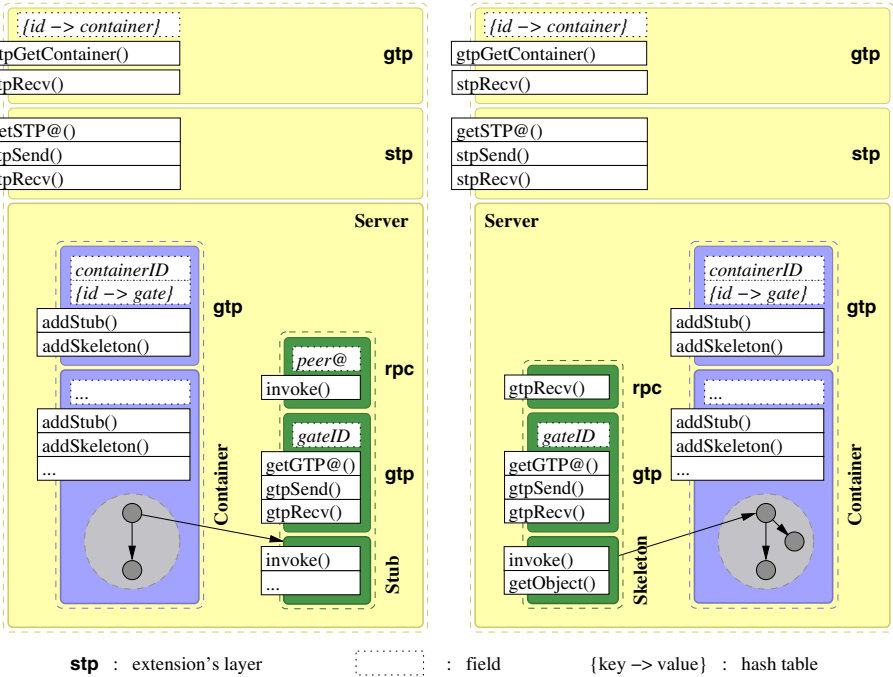 {id −> container}
tpGetContainer()
gtp
tpRecv()
etSTP@()
tpSend()
stp
tpRecv()
Server
containerID
{id −> gate}
gtp
addStub()
addSkeleton()
...
addStub()
addSkeleton()
...
Container
peer@
rpc
invoke()
gateID
getGTP@()
gtp
gtpSend()
gtpRecv()
invoke()
...
Stub
{id −> container}
gtpGetContainer()
gtp
stpRecv()
getSTP@()
stpSend()
stp
stpRecv()
Server
gtpRecv()
rpc
gateID
getGTP@()
gtp
gtpSend()
gtpRecv()
invoke()
getObject()
Skeleton
containerID
{id −> gate}
gtp
addStub()
addSkeleton()
...
addStub()
addSkeleton()
...
Container
stp : extension's layer
: field
{key −> value} : hash table